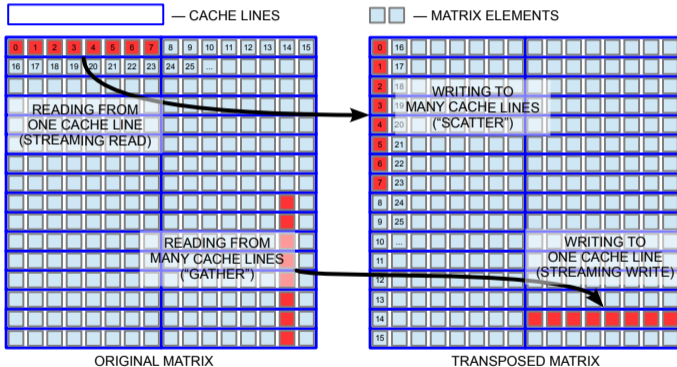 — CACHE LINES
— MATRIX ELEMENTS
0 1 2 3 4 5 6 7 8 9 10 11 12 13 14 15
16 17 18 19 20 21 22 23 24 25 ...
READING FROM
ONE CACHE LINE
(STREAMING READ)
READING FROM
MANY CACHE LINES
("GATHER")
ORIGINAL MATRIX
0 16
1 17
2 18
3 19
4 20
5 21
6 22
7 23
8 24
9 25
10 ...
11
12
13
14
15
WRITING TO
MANY CACHE LINES
("SCATTER")
WRITING TO
ONE CACHE LINE
(STREAMING WRITE)
TRANSPOSED MATRIX